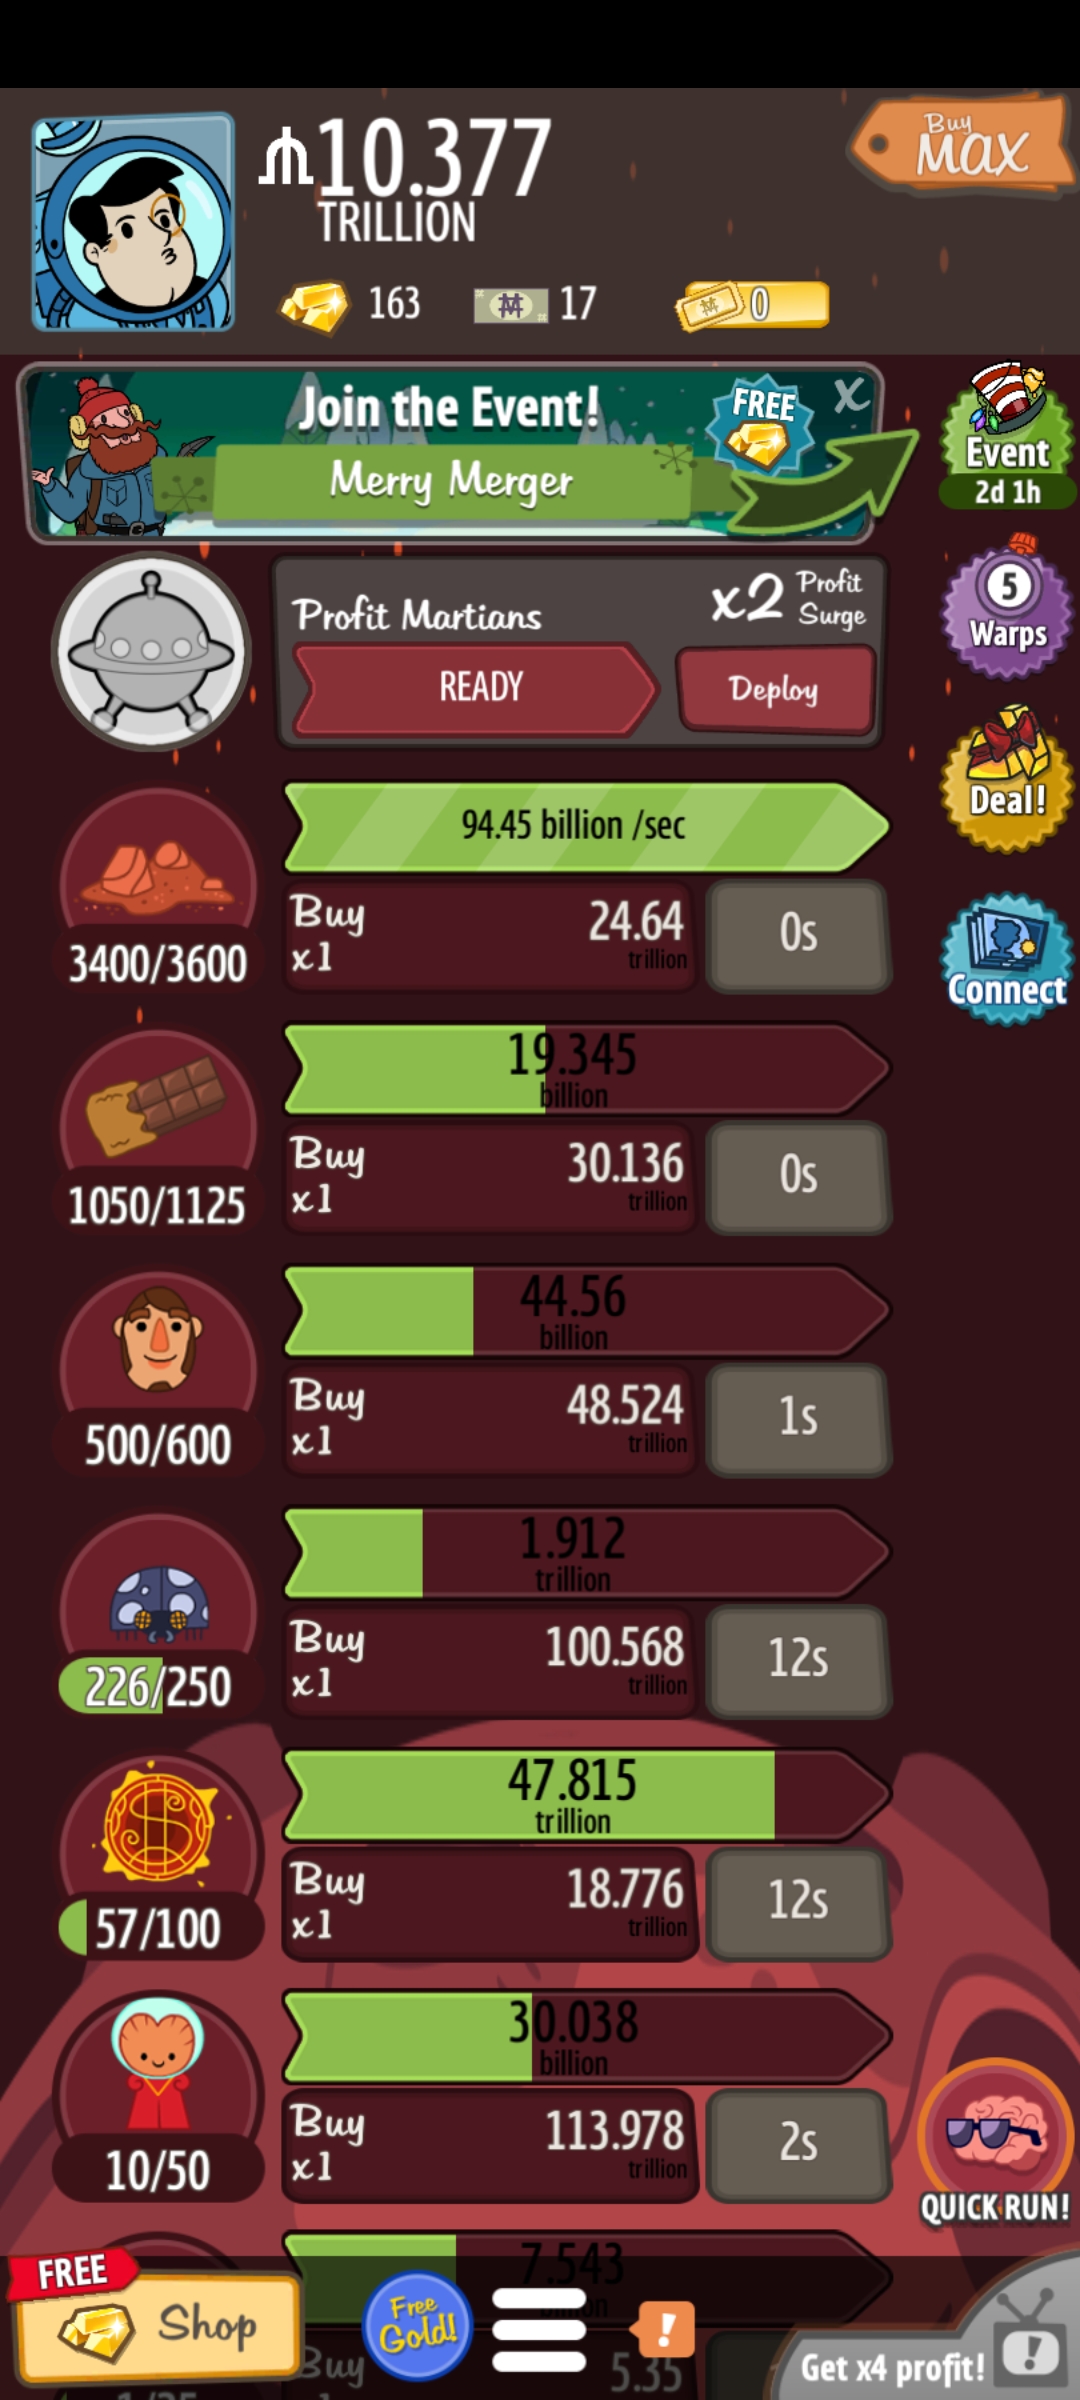 10.377
TRILLION
Buy
MAX
163
17
0
Join the Event!
FREE
X
Merry Merger
Event
2d 1h
Profit Martians
x2 Profit Surge
READY
Deploy
5
Warps
Deal!
Connect
94.45 billion /sec
3400/3600
Buy
x1
24.64
trillion
0s
19.345
billion
1050/1125
Buy
x1
30.136
trillion
0s
44.56
billion
500/600
Buy
x1
48.524
trillion
1s
1.912
trillion
226/250
Buy
x1
100.568
trillion
12s
47.815
trillion
57/100
Buy
x1
18.776
trillion
12s
30.038
billion
10/50
Buy
x1
113.978
trillion
2s
QUICK RUN!
7.543
FREE
Shop
Free
Gold!
!
Buy
5.35
Get x4 profit!
!